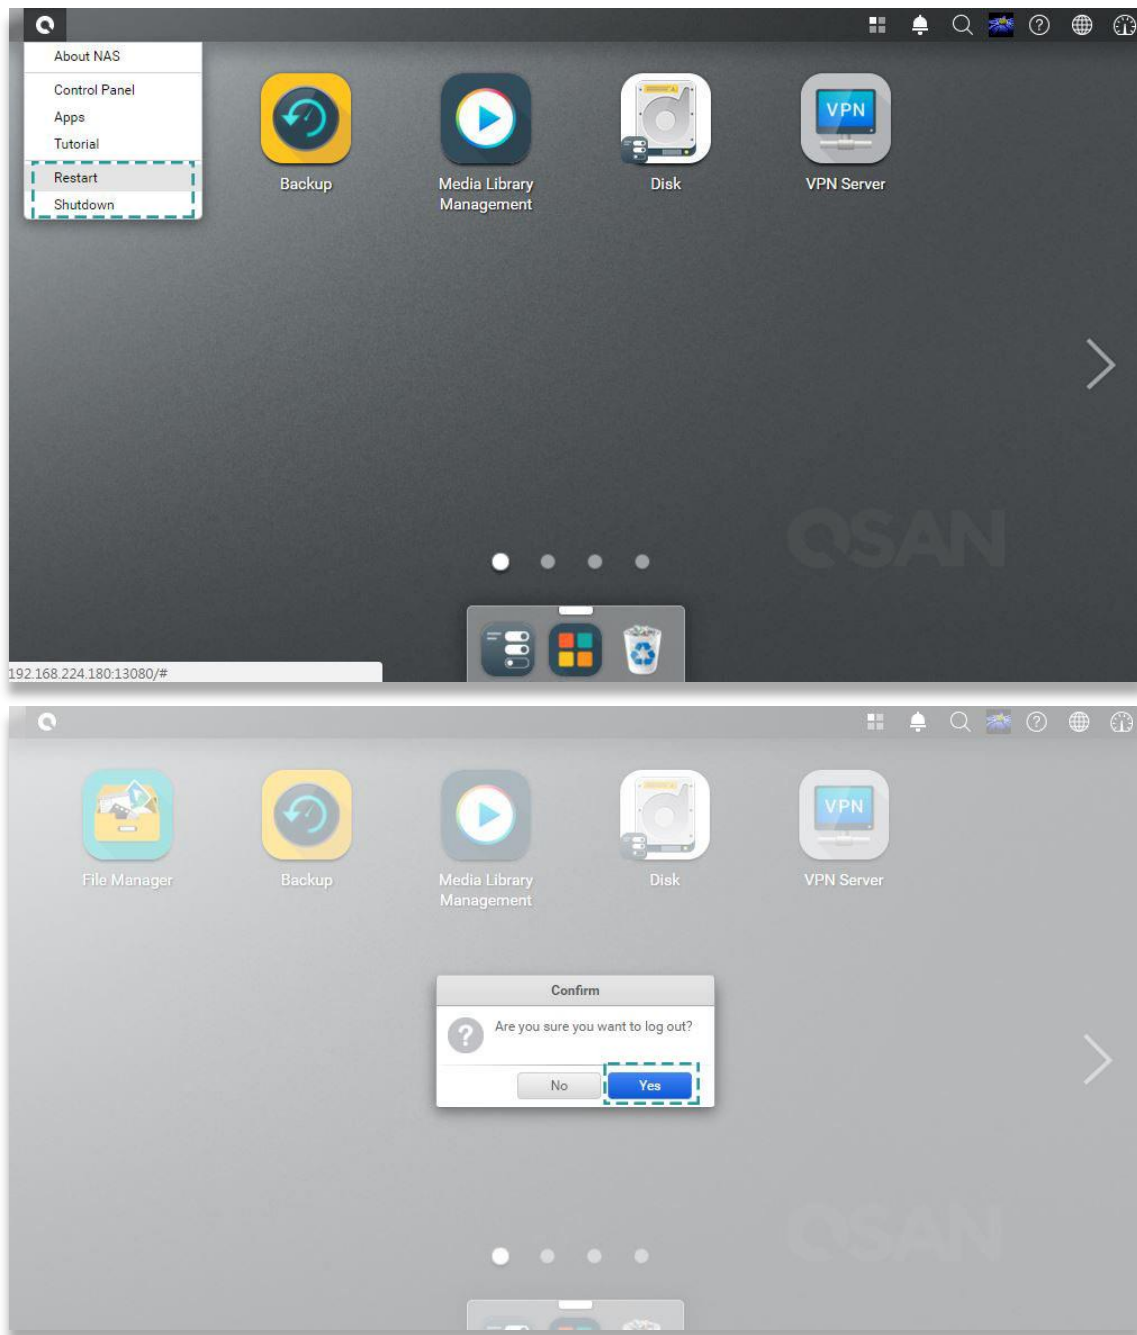 About NAS
Control Panel
Apps
Tutorial
Restart
Shutdown
Backup
Media Library
Management
Disk
VPN
VPN Server
QSAN
192.168.224.180:13080/#
File Manager
Backup
Media Library
Management
Disk
VPN
VPN Server
Confirm
Are you sure you want to log out?
No
Yes
QSAN